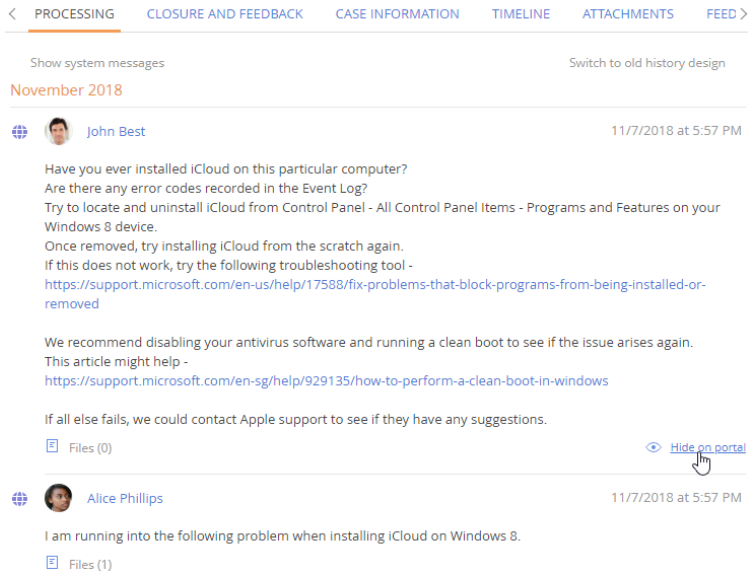 PROCESSING CLOSURE AND FEEDBACK CASE INFORMATION TIMELINE ATTACHMENTS FEED
Show system messages Switch to old history design
November 2018
John Best 11/7/2018 at 5:57 PM
Have you ever installed iCloud on this particular computer?
Are there any error codes recorded in the Event Log?
Try to locate and uninstall iCloud from Control Panel - All Control Panel Items - Programs and Features on your
Windows 8 device.
Once removed, try installing iCloud from the scratch again.
If this does not work, try the following troubleshooting tool -
https://support.microsoft.com/en-us/help/17588/fix-problems-that-block-programs-from-being-installed-or-
removed
We recommend disabling your antivirus software and running a clean boot to see if the issue arises again.
This article might help -
https://support.microsoft.com/en-sg/help/929135/how-to-perform-a-clean-boot-in-windows
If all else fails, we could contact Apple support to see if they have any suggestions.
Files (0) Hide on portal
Alice Phillips 11/7/2018 at 5:57 PM
I am running into the following problem when installing iCloud on Windows 8.
Files (1)